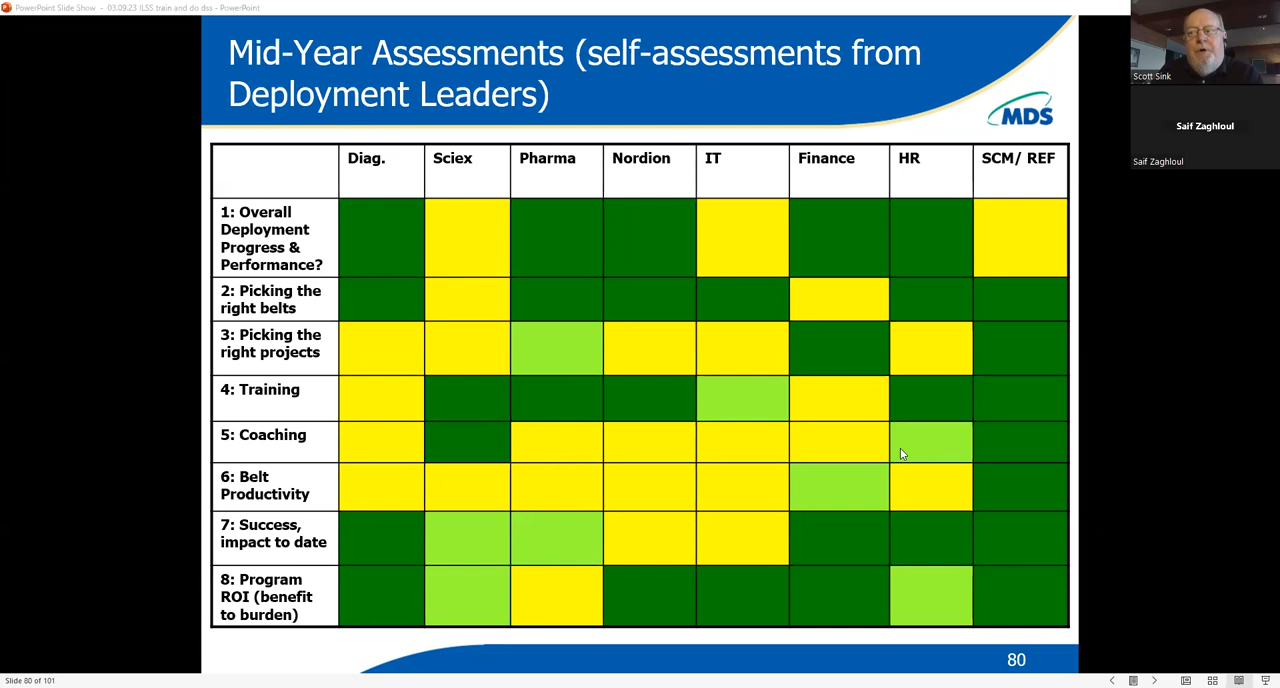 PowerPoint Slide Show - 03.09.23 ILSS train and do dss - PowerPoint
Mid-Year Assessments (self-assessments from
Deployment Leaders)
MDS
Scott Sink
Saif Zaghloul
Saif Zaghloul
Diag. Sciex Pharma Nordion IT Finance HR SCM/ REF
1: Overall
Deployment
Progress &
Performance?
2: Picking the
right belts
3: Picking the
right projects
4: Training
5: Coaching
6: Belt
Productivity
7: Success,
impact to date
8: Program
ROI (benefit
to burden)
80
Slide 80 of 101